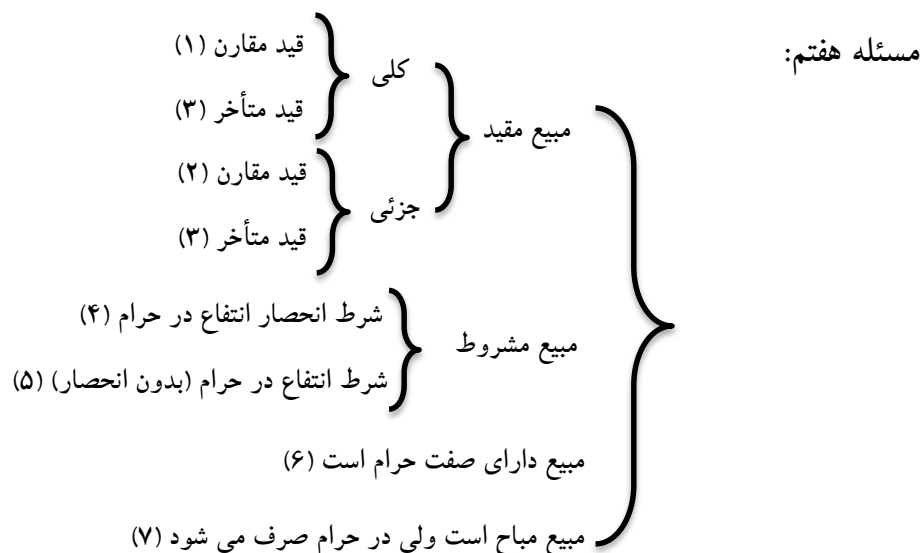 مسئله هفتم:
قید مقارن (۱)
کلی
قید متأخر (۳)
مبیع مقید
قید مقارن (۲)
جزئی
قید متأخر (۳)
شرط انحصار انتفاع در حرام (۴)
مبیع مشروط
شرط انتفاع در حرام (بدون انحصار) (۵)
مبیع دارای صفت حرام است (۶)
مبیع مباح است ولی در حرام صرف می شود (۷)